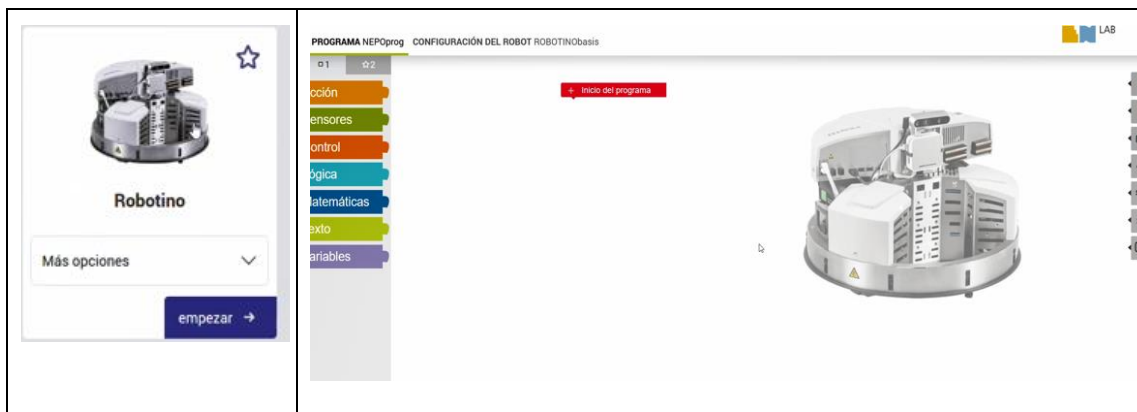 Robotino
Más opciones
empezar →
PROGRAMA NEPOprog CONFIGURACIÓN DEL ROBOT ROBOTINObasis
LAB
1
2
+ Inicio del programa
cción
ensores
ontrol
ógica
latemáticas
exto
ariables